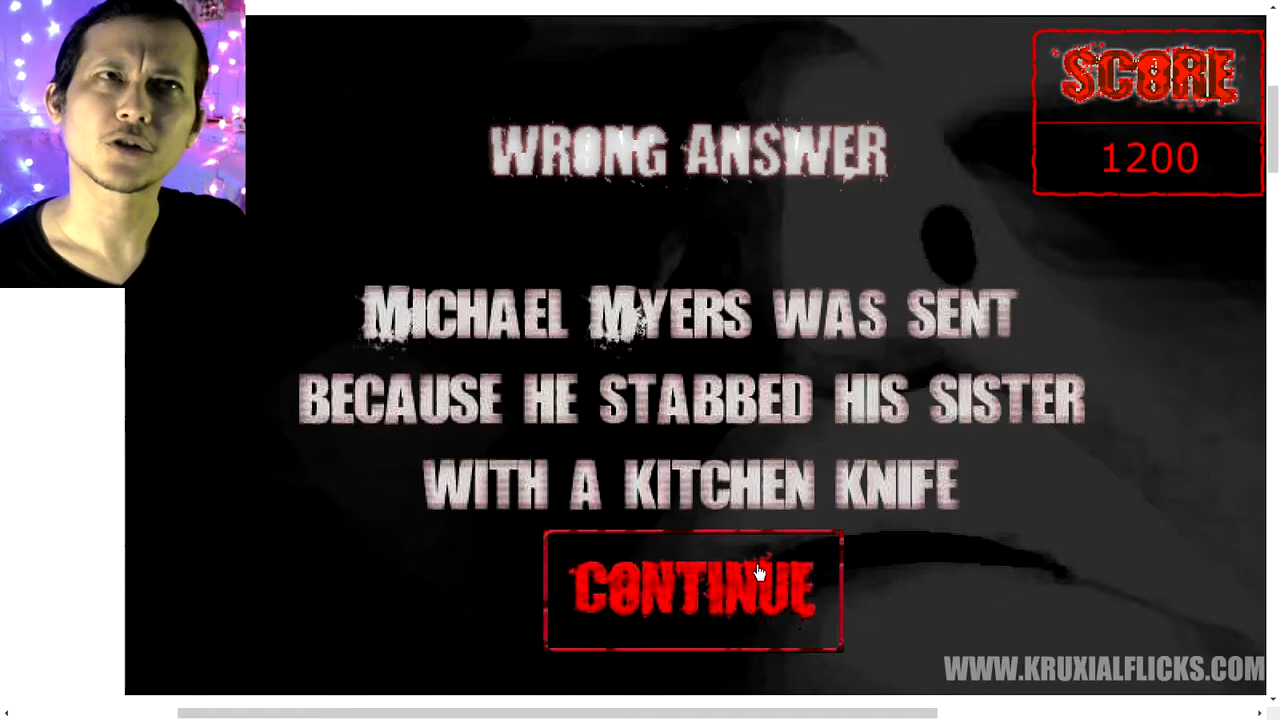 SCORE
1200
WRONG ANSWER
MICHAEL MYERS WAS SENT
BECAUSE HE STABBED HIS SISTER
WITH A KITCHEN KNIFE
CONTINUE
WWW.KRUXIALFLICKS.COM